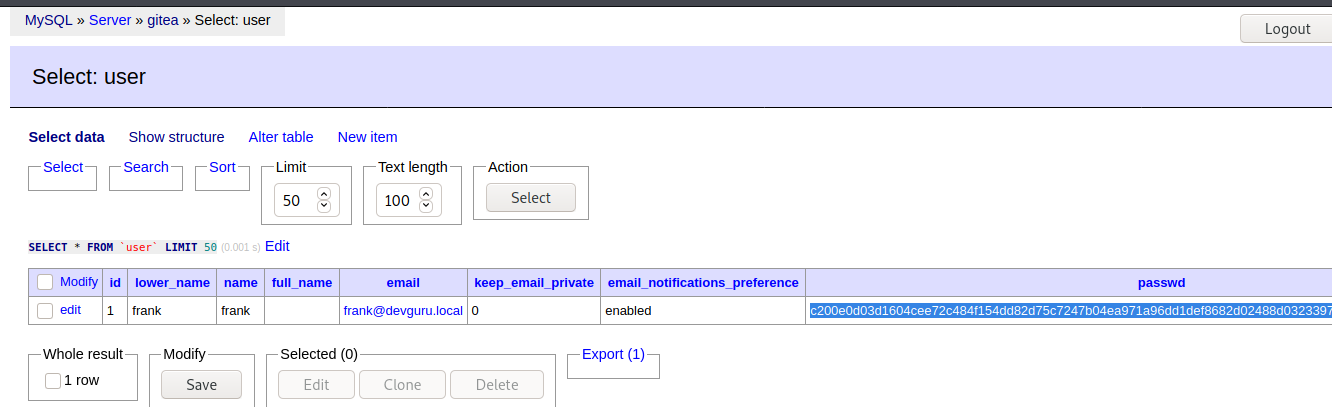 MySQL » Server » gitea » Select: user
Logout
Select: user
Select data Show structure Alter table New item
Select Search Sort Limit Text length Action
50 100 Select
SELECT * FROM `user` LIMIT 50 (0.001 s) Edit
Modify id lower_name name full_name email keep_email_private email_notifications_preference passwd
edit 1 frank frank frank@devguru.local 0 enabled c200e0d03d1604cee72c484f154dd82d75c7247b04ea971a96dd1def8682d02488d0323397
Whole result Modify Selected (0) Export (1)
1 row Save Edit Clone Delete